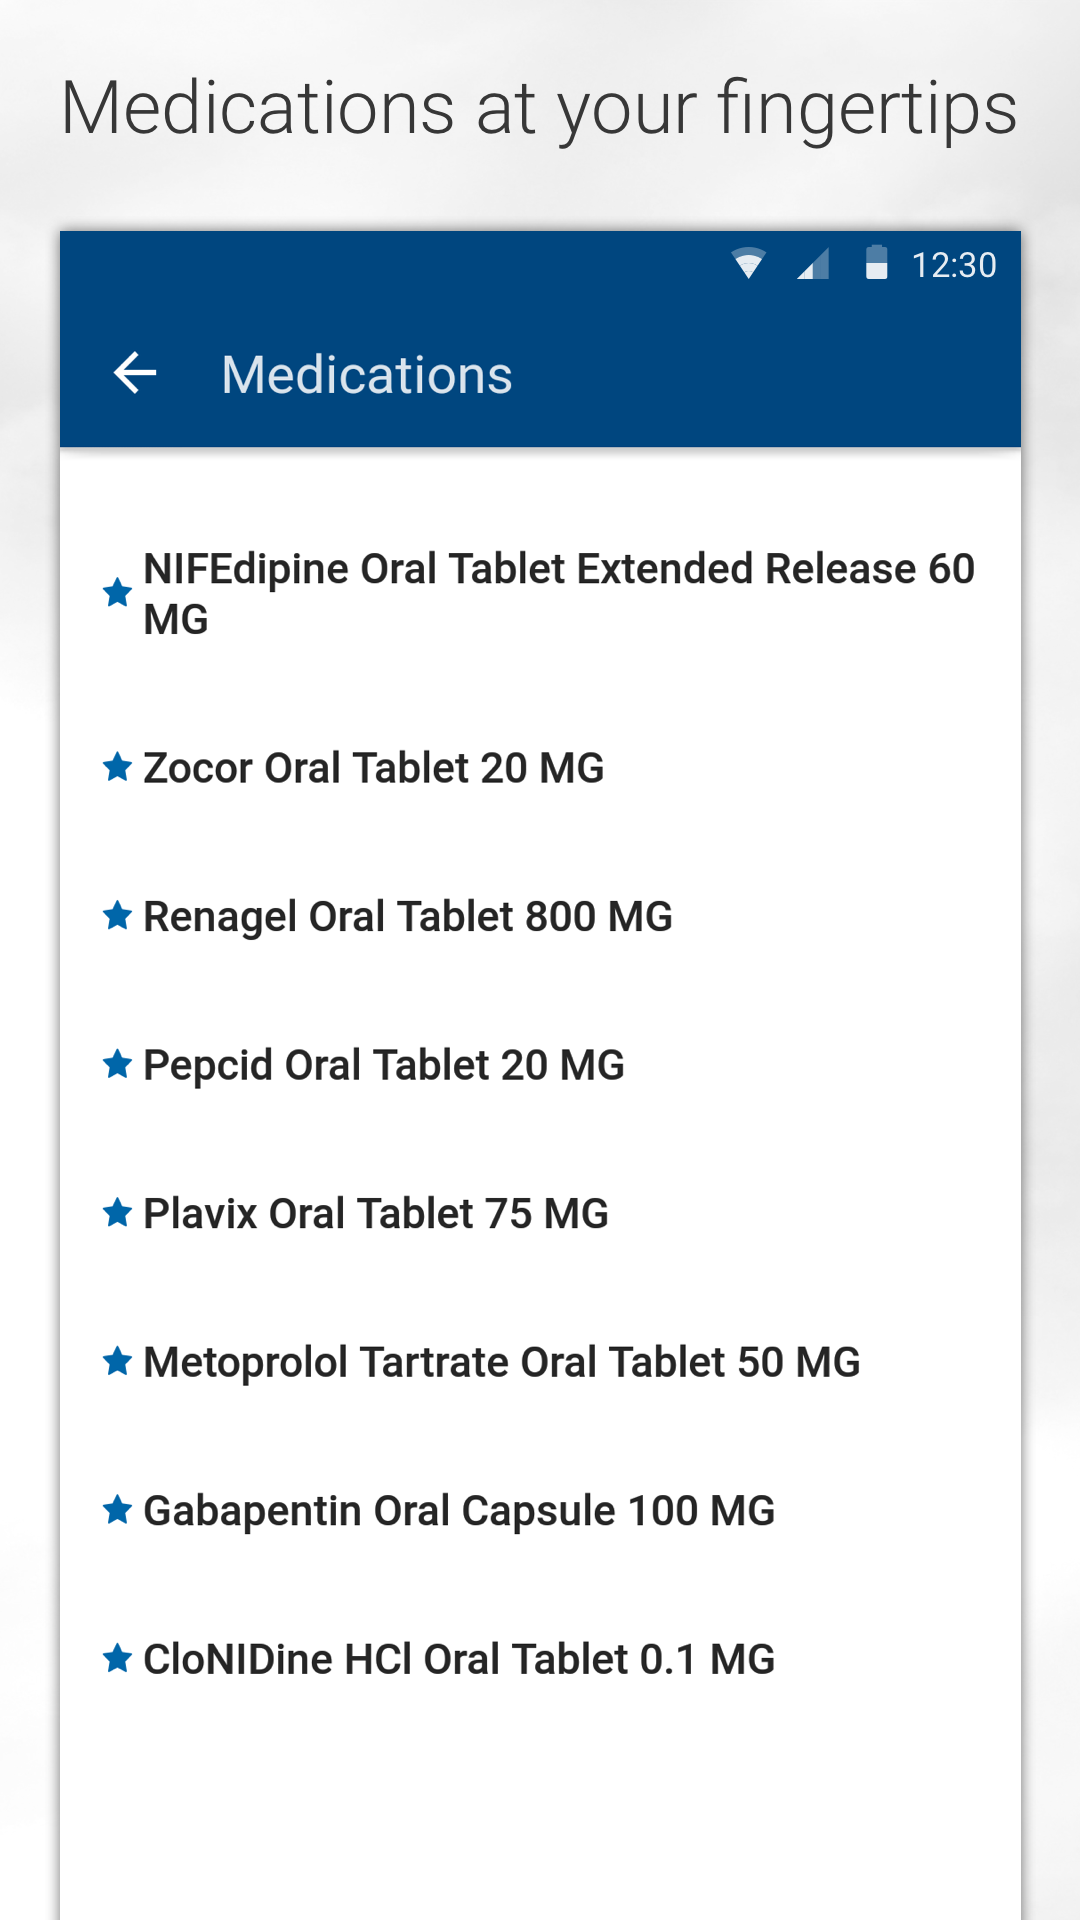 Medications at your fingertips
12:30
Medications
NIFEdipine Oral Tablet Extended Release 60
MG
Zocor Oral Tablet 20 MG
Renagel Oral Tablet 800 MG
Pepcid Oral Tablet 20 MG
Plavix Oral Tablet 75 MG
Metoprolol Tartrate Oral Tablet 50 MG
Gabapentin Oral Capsule 100 MG
CloNIDine HCl Oral Tablet 0.1 MG